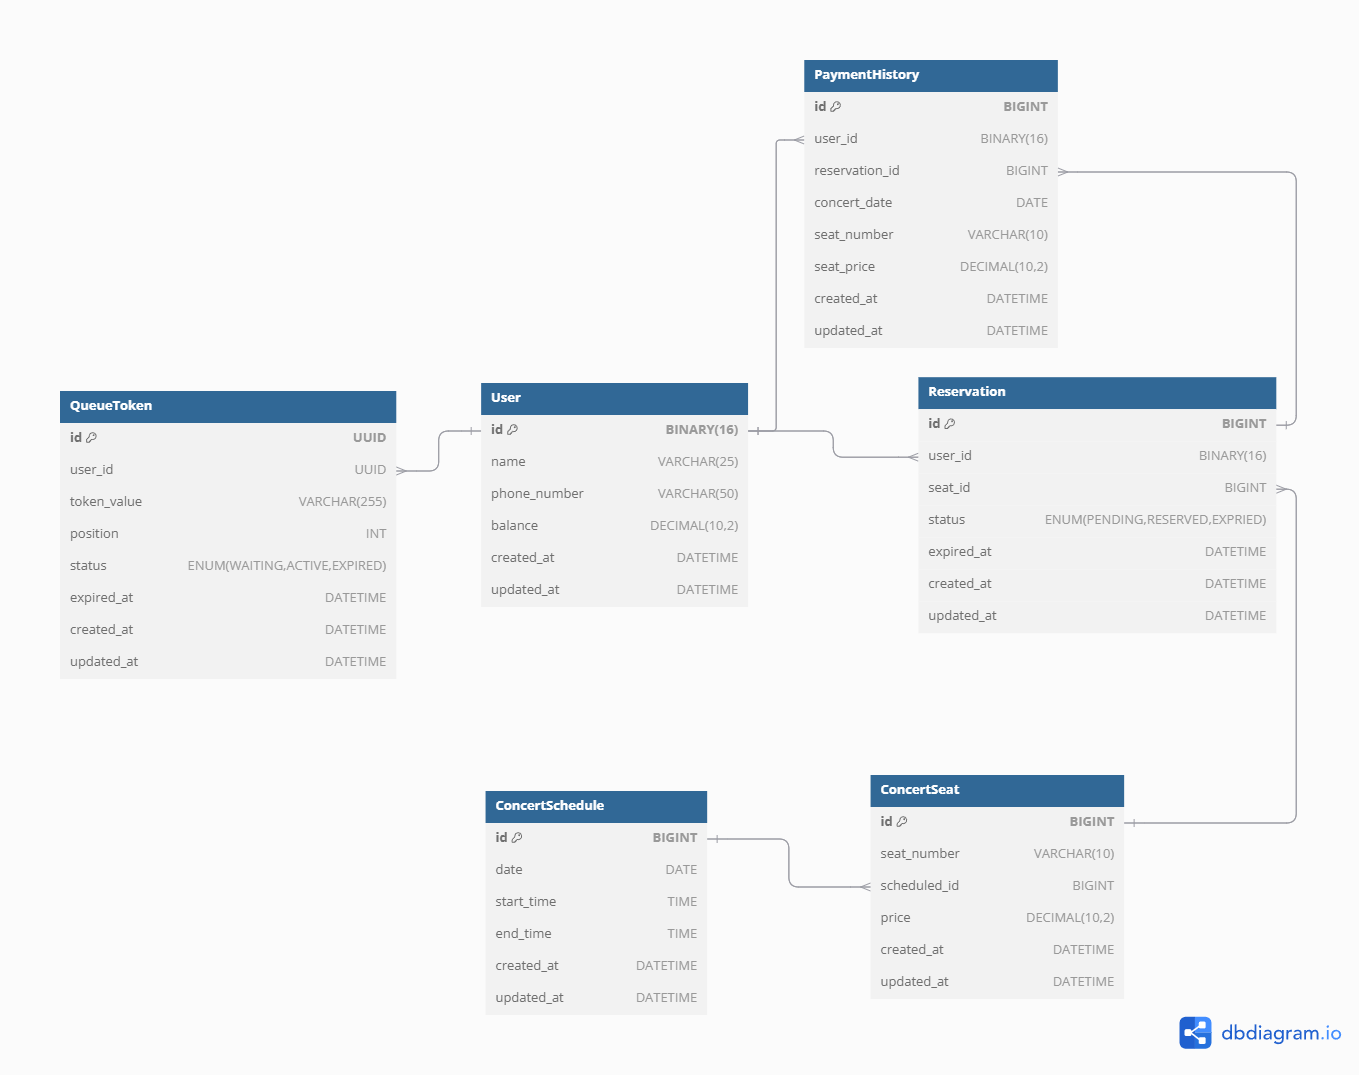 PaymentHistory
id BIGINT
user_id BINARY(16)
reservation_id BIGINT
concert_date DATE
seat_number VARCHAR(10)
seat_price DECIMAL(10,2)
created_at DATETIME
updated_at DATETIME
QueueToken
id UUID
user_id UUID
token_value VARCHAR(255)
position INT
status ENUM(WAITING,ACTIVE,EXPIRED)
expired_at DATETIME
created_at DATETIME
updated_at DATETIME
User
id BINARY(16)
name VARCHAR(25)
phone_number VARCHAR(50)
balance DECIMAL(10,2)
created_at DATETIME
updated_at DATETIME
Reservation
id BIGINT
user_id BINARY(16)
seat_id BIGINT
status ENUM(PENDING,RESERVED,EXPRIED)
expired_at DATETIME
created_at DATETIME
updated_at DATETIME
ConcertSchedule
id BIGINT
date DATE
start_time TIME
end_time TIME
created_at DATETIME
updated_at DATETIME
ConcertSeat
id BIGINT
seat_number VARCHAR(10)
scheduled_id BIGINT
price DECIMAL(10,2)
created_at DATETIME
updated_at DATETIME
dbdiagram.io